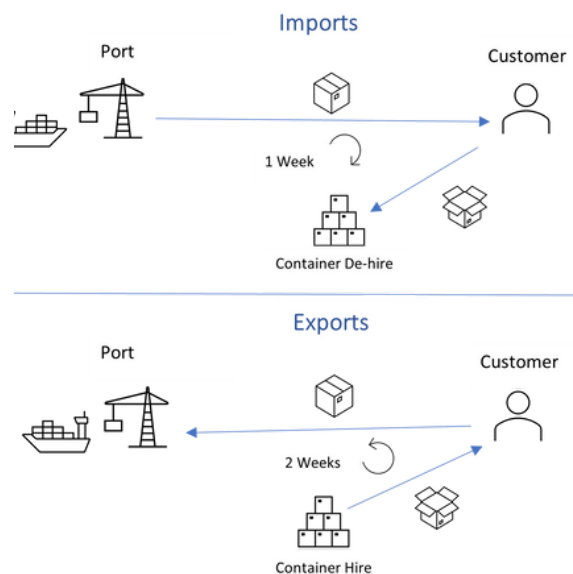 Imports
Port
Customer
1 Week
Container De-hire
Exports
Port
Customer
2 Weeks
Container Hire